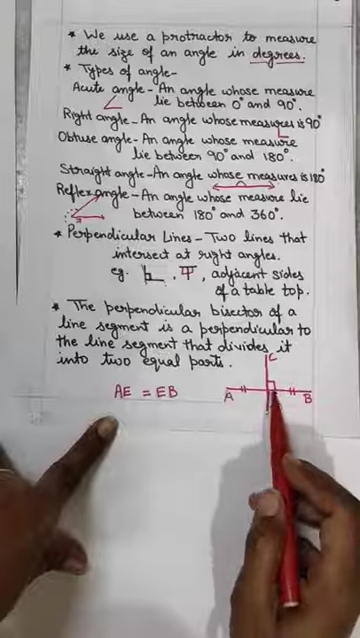 * We use a protractor to measure
the size of an angle in degrees.
* Types of angle-
Acute angle - An angle whose measure
lie between 0° and 90°.
Right angle - An angle whose measures is 90°
Obtuse angle - An angle whose measure
lie between 90° and 180°.
Straight angle - An angle whose measures is 180°
Reflex angle - An angle whose measure lie
between 180° and 360°.
* Perpendicular Lines - Two lines that
intersect at right angles.
eg. , , adjacent sides
of a table top.
* The perpendicular bisector of a
line segment is a perpendicular to
the line segment that divides it
into two equal parts.
C
AE = EB
A B